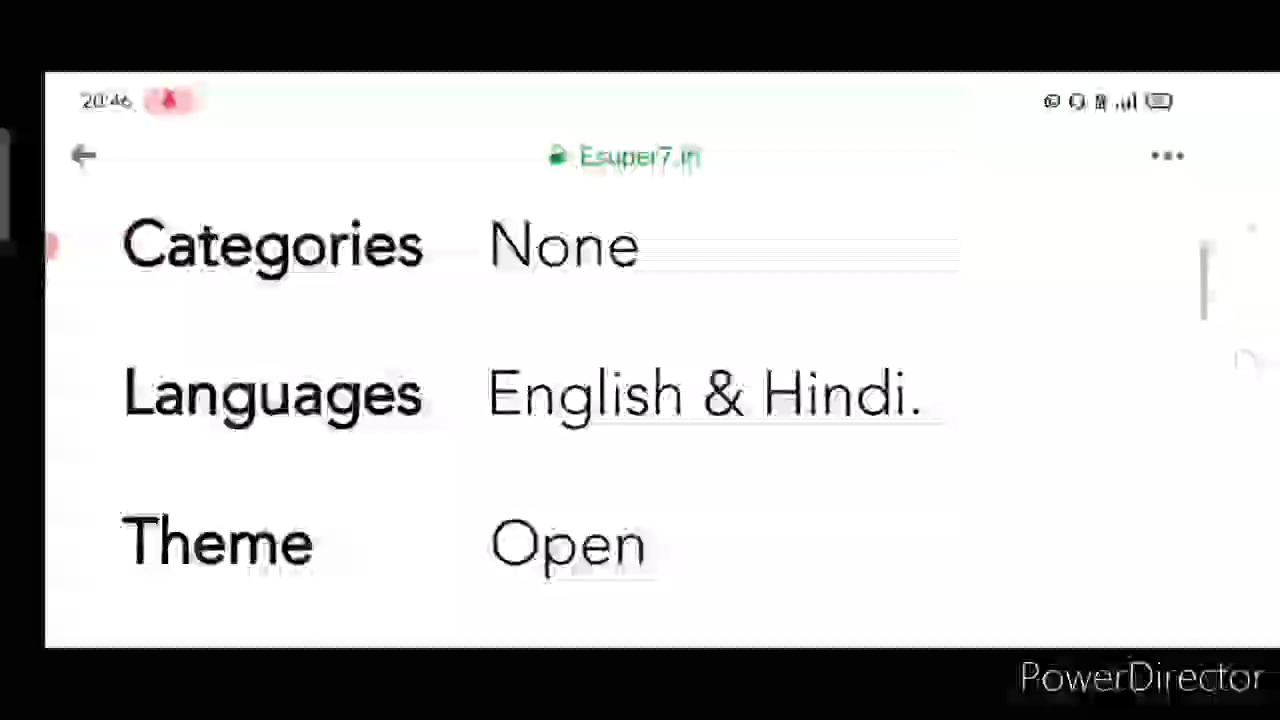 20:46
Esuper7.in
Categories None
Languages English & Hindi.
Theme Open
PowerDirector